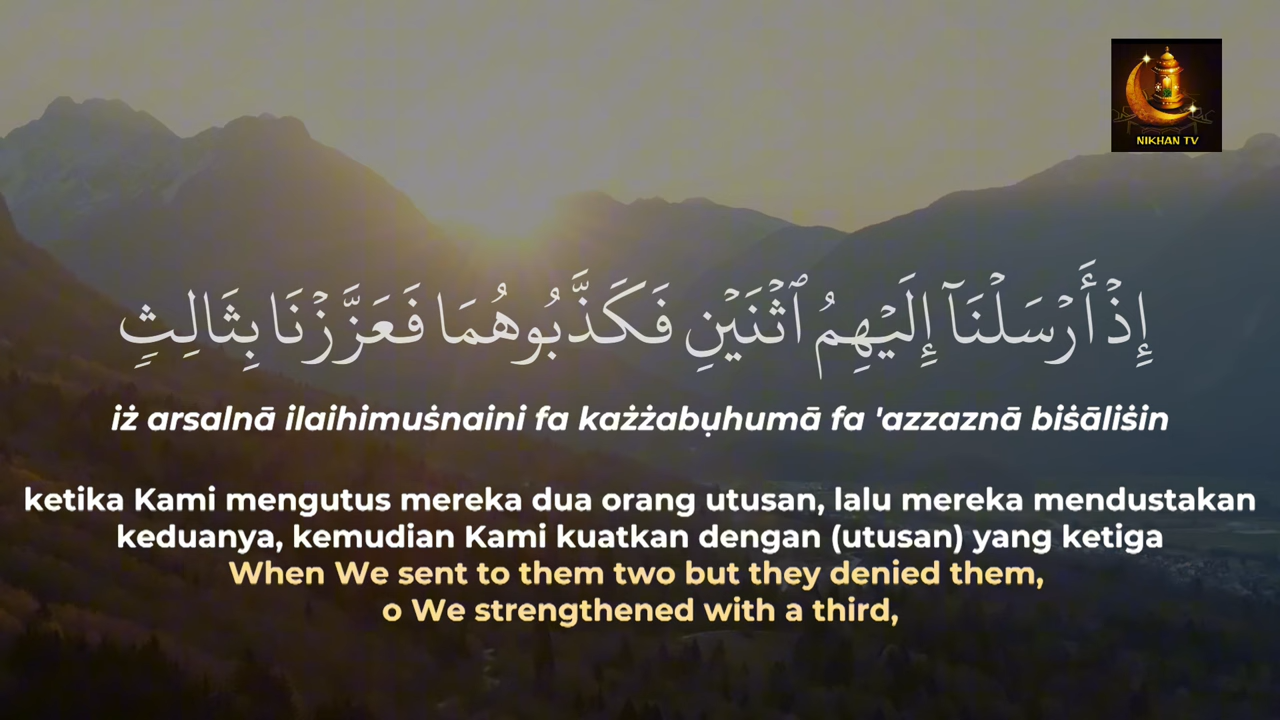 NIKHAN TV
إِذۡ أَرۡسَلۡنَآ إِلَيۡهِمُ ٱثۡنَيۡنِ فَكَذَّبُوهُمَا فَعَزَّزۡنَا بِثَالِثٖ
iż arsalnā ilaihimuṡnaini fa każżabụhumā fa 'azzaznā biṡāliṡin
ketika Kami mengutus mereka dua orang utusan, lalu mereka mendustakan
keduanya, kemudian Kami kuatkan dengan (utusan) yang ketiga
When We sent to them two but they denied them,
o We strengthened with a third,